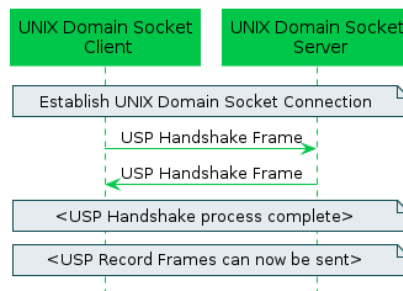 UNIX Domain Socket
Client
UNIX Domain Socket
Server
Establish UNIX Domain Socket Connection
USP Handshake Frame
USP Handshake Frame
<USP Handshake process complete>
<USP Record Frames can now be sent>